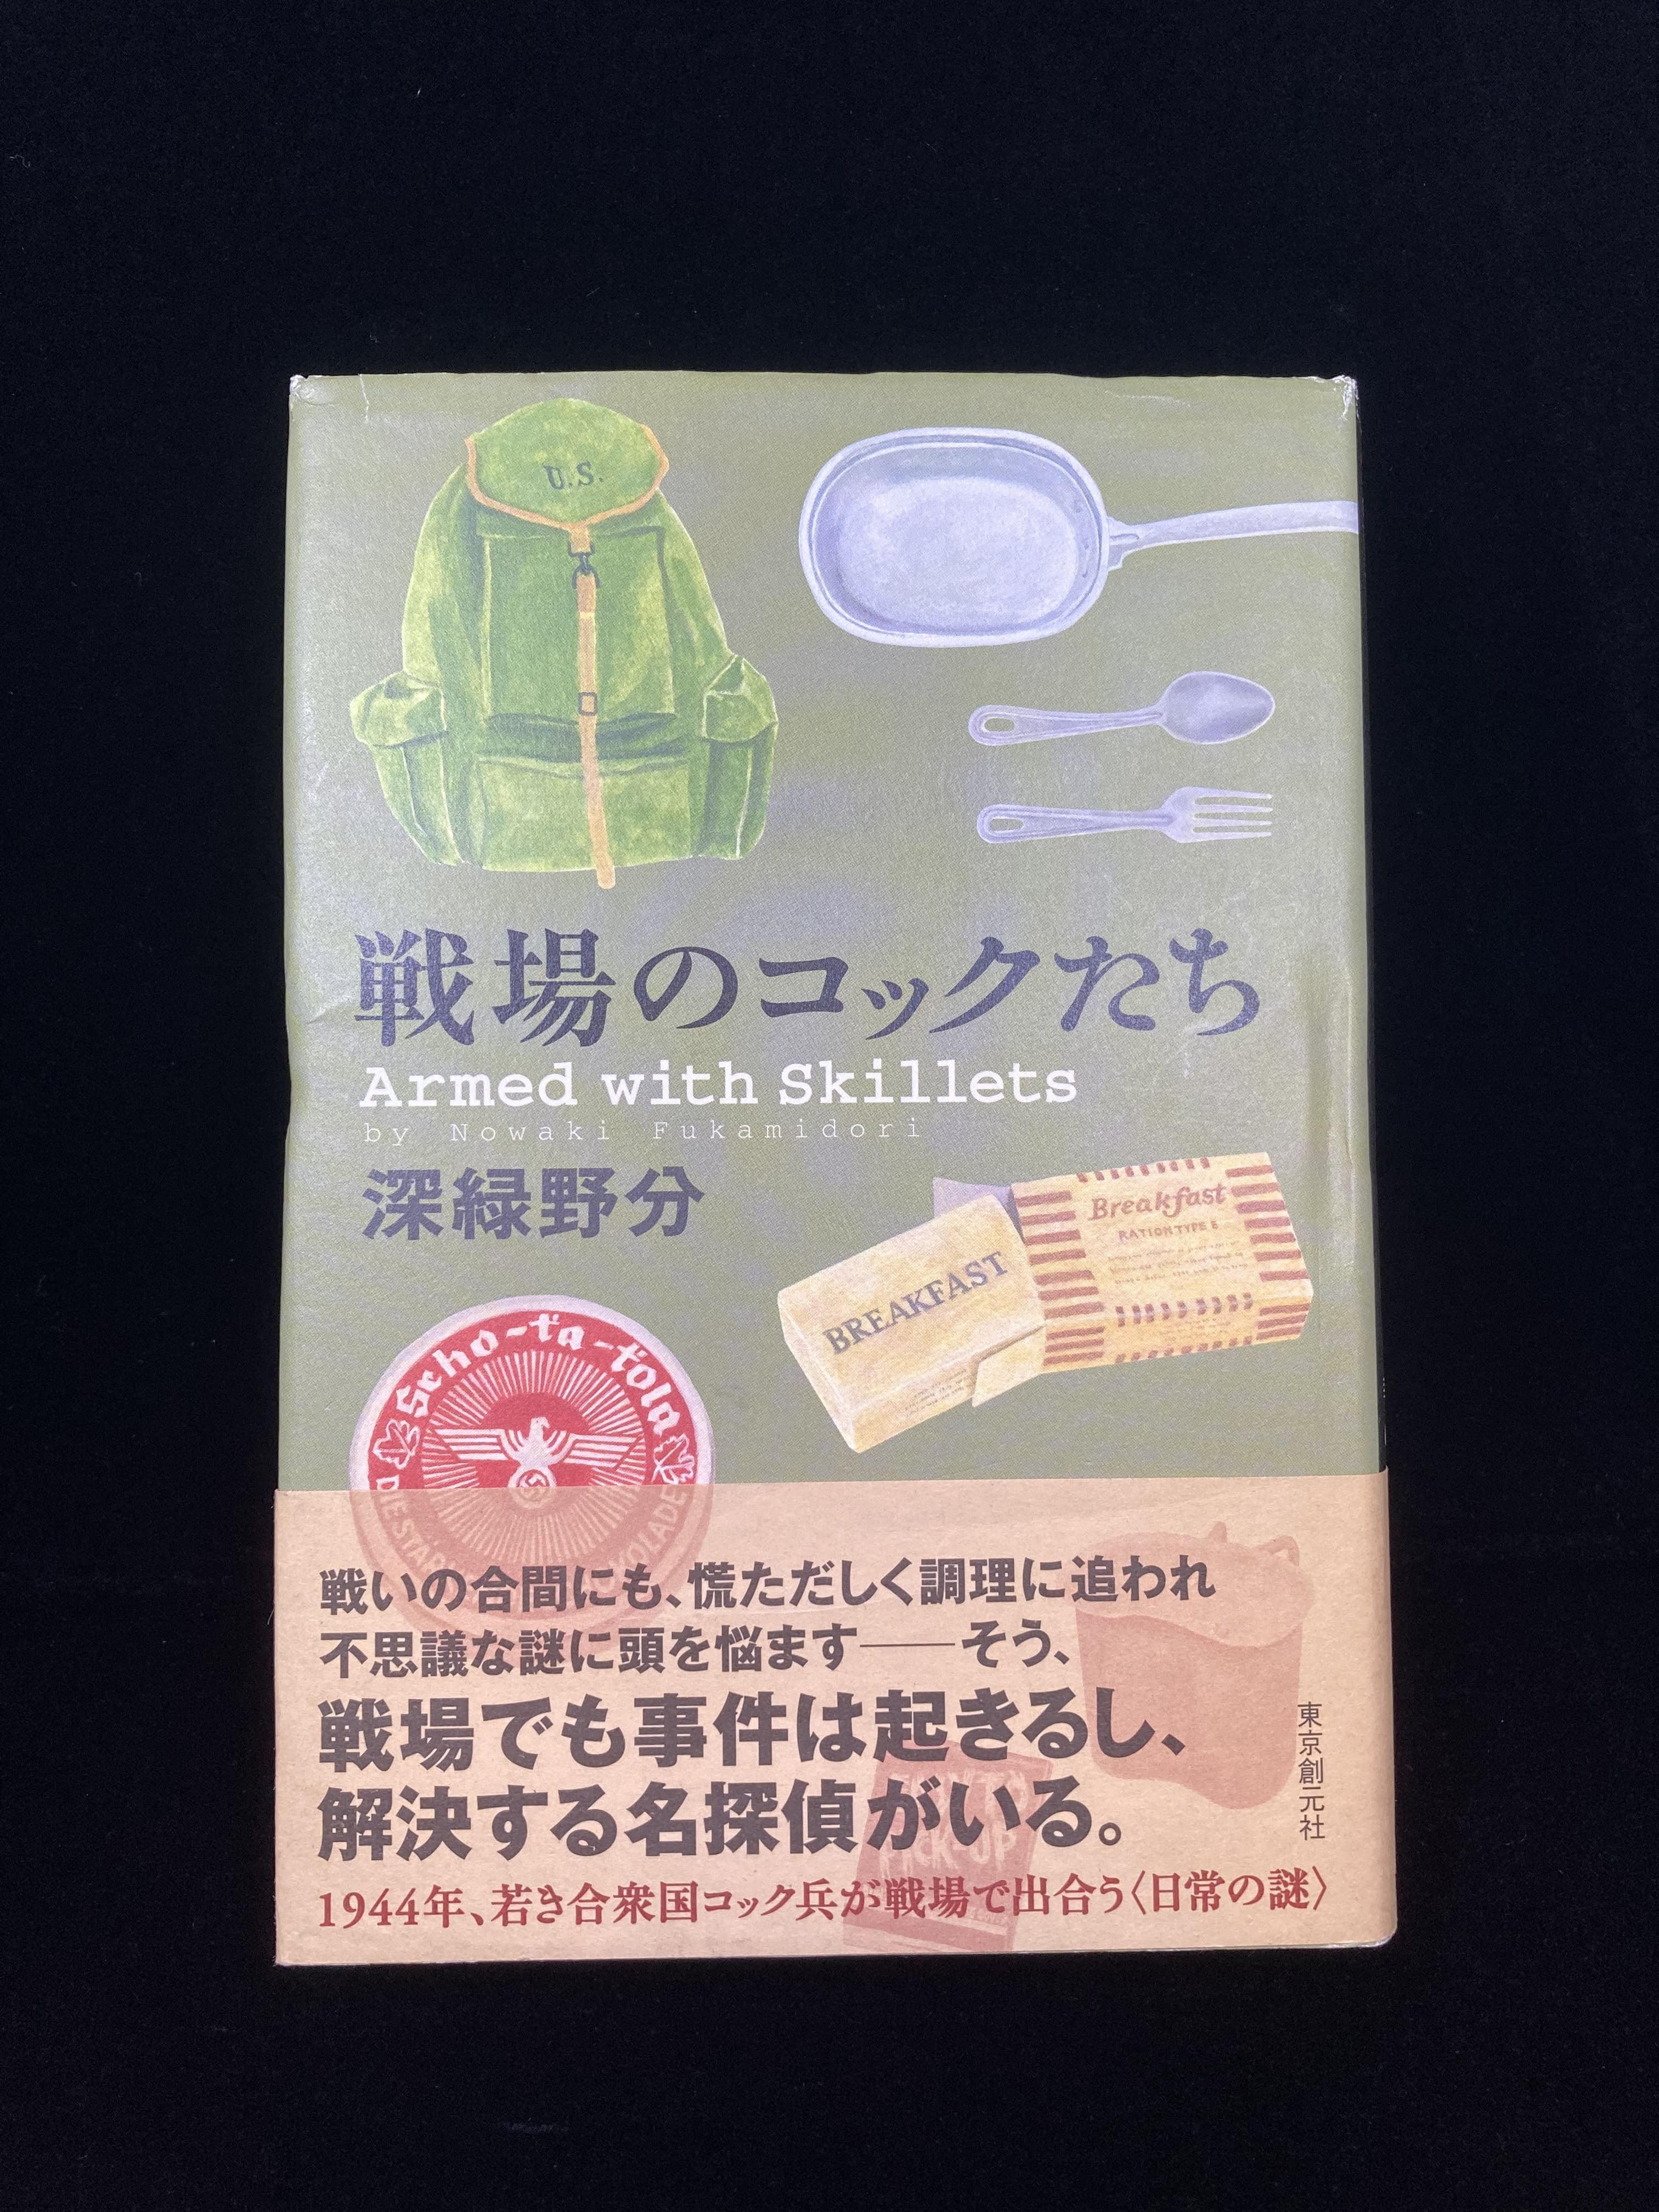 U.S.
戦場のコックたち
Armed with Skillets
by Nowaki Fukamidori
深緑野分
Breakfast
RATION TYPE
BREAKFAST
Scho-ta-kola
戦いの合間にも、慌ただしく調理に追われ
不思議な謎に頭を悩ます――そう、
戦場でも事件は起きるし、
解決する名探偵がいる。
1944年、若き合衆国コック兵が戦場で出合う〈日常の謎〉
東京創元社